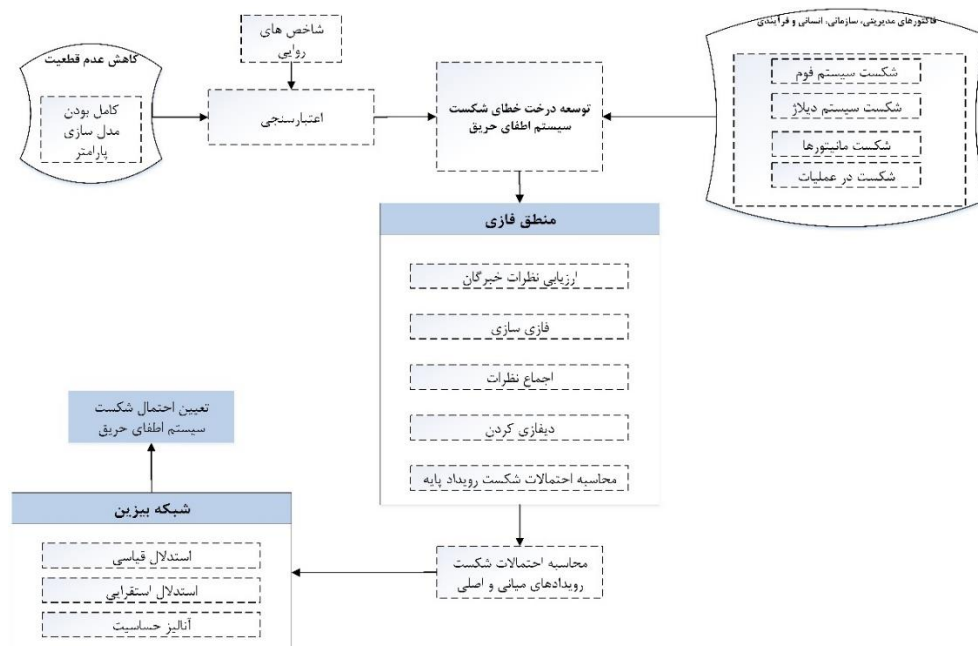 فاکتورهای مدیریتی، سازمانی، انسانی و فرآیندی
شکست سیستم فوم
شکست سیستم دیلاژ
شکست مانیتورها
شکست در عملیات
توسعه درخت خطای شکست
سیستم اطفای حریق
شاخص های
روایی
اعتبارسنجی
کاهش عدم قطعیت
کامل بودن
مدل سازی
پارامتر
منطق فازی
ارزیابی نظرات خبرگان
فازی سازی
اجماع نظرات
دیفازی کردن
محاسبه احتمالات شکست رویداد پایه
محاسبه احتمالات شکست
رویدادهای میانی و اصلی
شبکه بیزین
استدلال قیاسی
استدلال استقرایی
آنالیز حساسیت
تعیین احتمال شکست
سیستم اطفای حریق